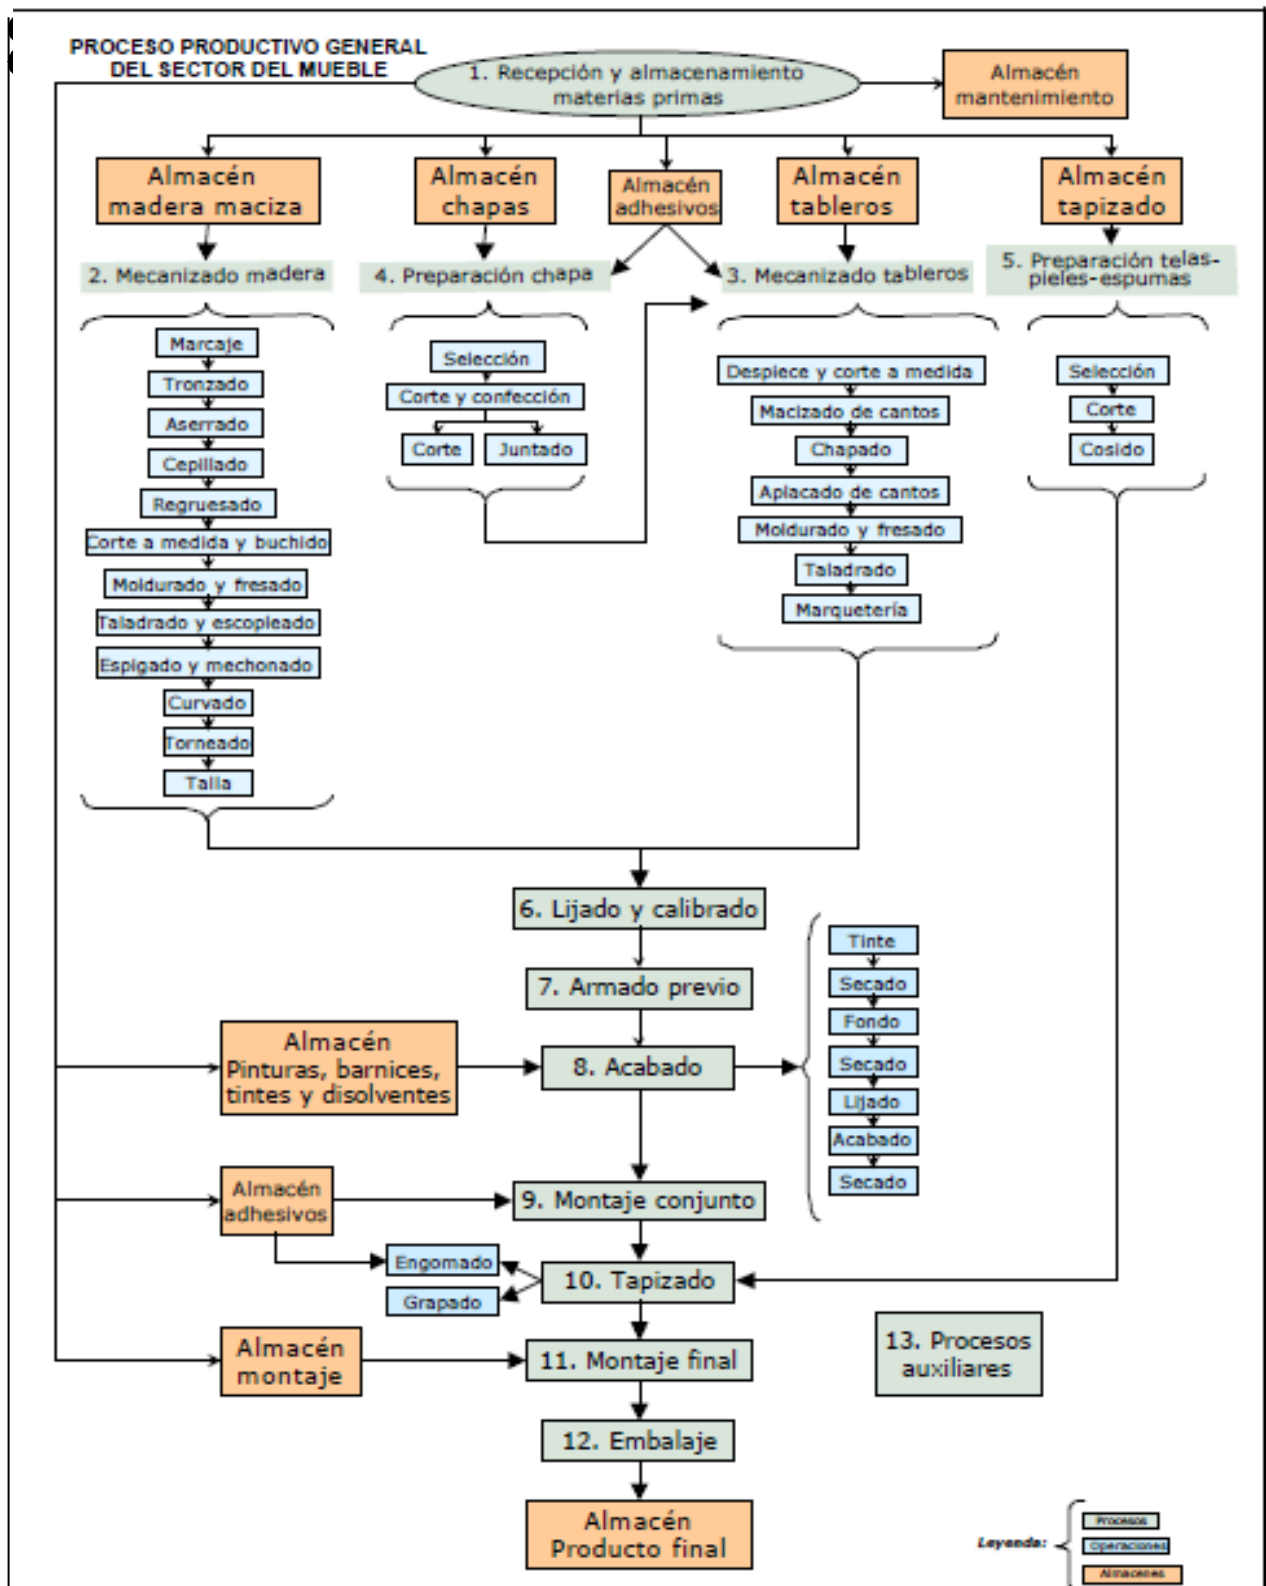 PROCESO PRODUCTIVO GENERAL
DEL SECTOR DEL MUEBLE
1. Recepción y almacenamiento
materias primas
Almacén
mantenimiento
Almacén
madera maciza
Almacén
chapas
Almacén
adhesivos
Almacén
tableros
Almacén
tapizado
2. Mecanizado madera
4. Preparación chapa
3. Mecanizado tableros
5. Preparación telas-
pieles-espumas
Marcaje
Tronzado
Aserrado
Cepillado
Regruesado
Corte a medida y buchido
Moldurado y fresado
Taladrado y escopleado
Espigado y mechonado
Curvado
Torneado
Talla
Selección
Corte y confección
Corte
Juntado
Despiece y corte a medida
Macizado de cantos
Chapado
Aplacado de cantos
Moldurado y fresado
Taladrado
Marquetería
Selección
Corte
Cosido
6. Lijado y calibrado
7. Armado previo
Almacén
Pinturas, barnices,
tintes y disolventes
8. Acabado
Tinte
Secado
Fondo
Secado
Lijado
Acabado
Secado
Almacén
adhesivos
9. Montaje conjunto
Engomado
Grapado
10. Tapizado
Almacén
montaje
11. Montaje final
13. Procesos
auxiliares
12. Embalaje
Almacén
Producto final
Leyenda:
Procesos
Operaciones
Almacenes